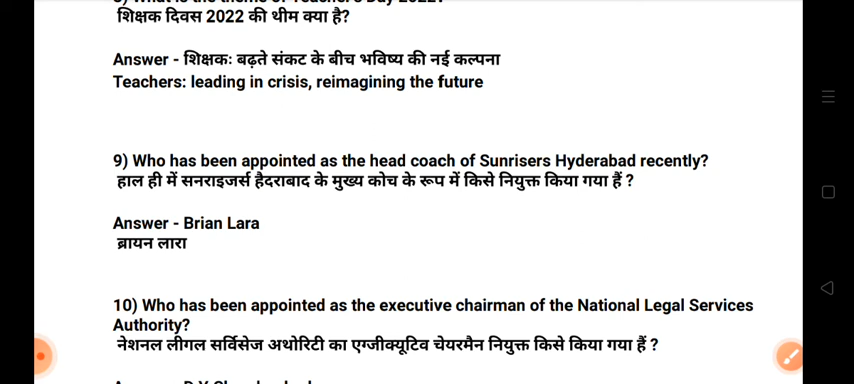 शिक्षक दिवस 2022 की थीम क्या है?
Answer - शिक्षकः बढ़ते संकट के बीच भविष्य की नई कल्पना
Teachers: leading in crisis, reimagining the future
9) Who has been appointed as the head coach of Sunrisers Hyderabad recently?
हाल ही में सनराइजर्स हैदराबाद के मुख्य कोच के रूप में किसे नियुक्त किया गया हैं ?
Answer - Brian Lara
ब्रायन लारा
10) Who has been appointed as the executive chairman of the National Legal Services
Authority?
नेशनल लीगल सर्विसेज अथोरिटी का एग्जीक्यूटिव चेयरमैन नियुक्त किसे किया गया हैं ?